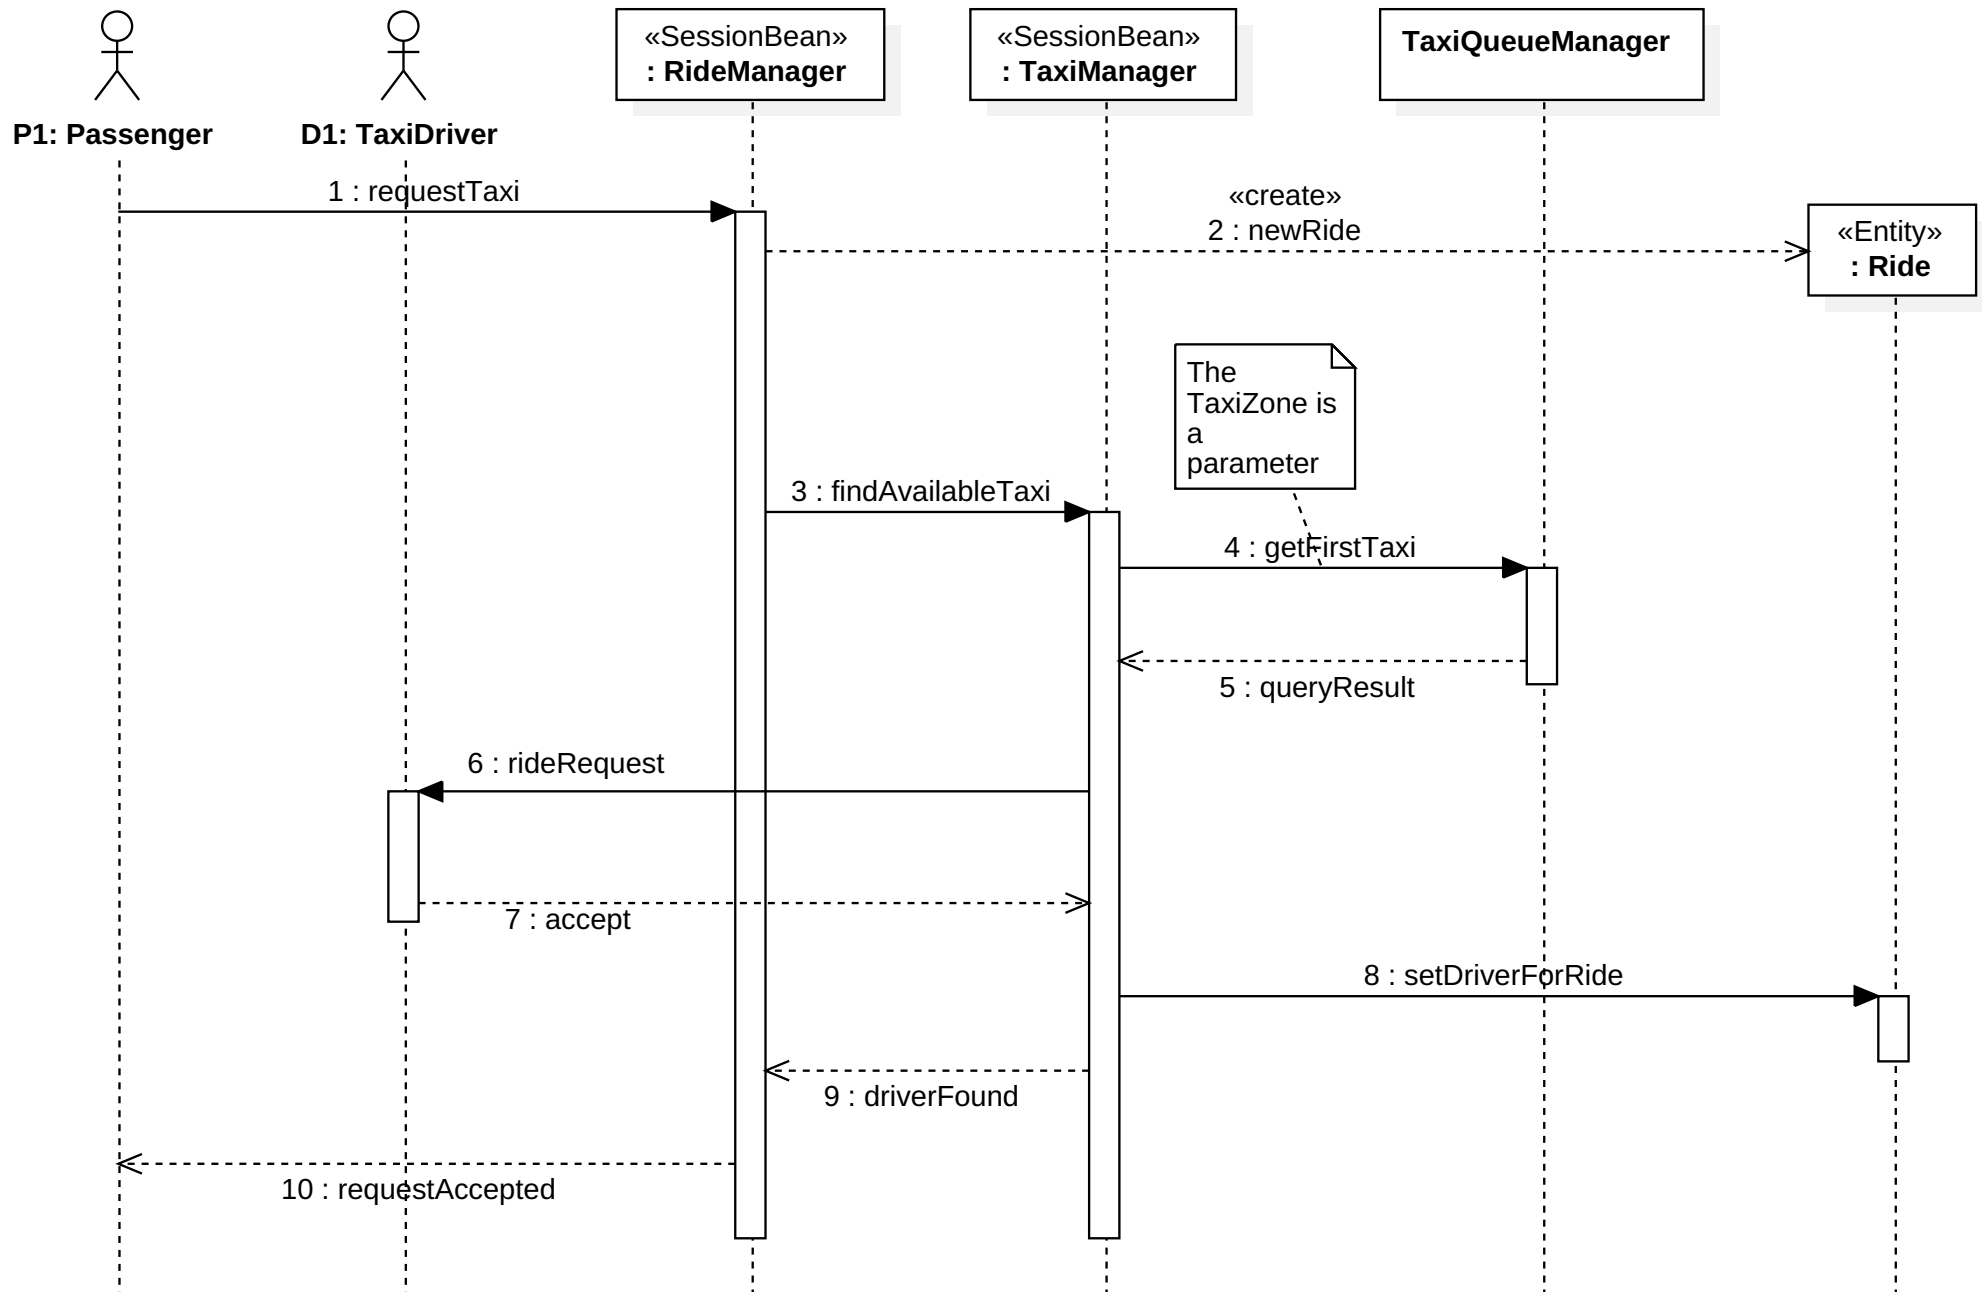 «SessionBean»
: RideManager
«SessionBean»
: TaxiManager
TaxiQueueManager
P1: Passenger
D1: TaxiDriver
1 : requestTaxi
«create»
2 : newRide
«Entity»
: Ride
The
TaxiZone is
a
parameter
3 : findAvailableTaxi
4 : getFirstTaxi
5 : queryResult
6 : rideRequest
7 : accept
8 : setDriverForRide
9 : driverFound
10 : requestAccepted